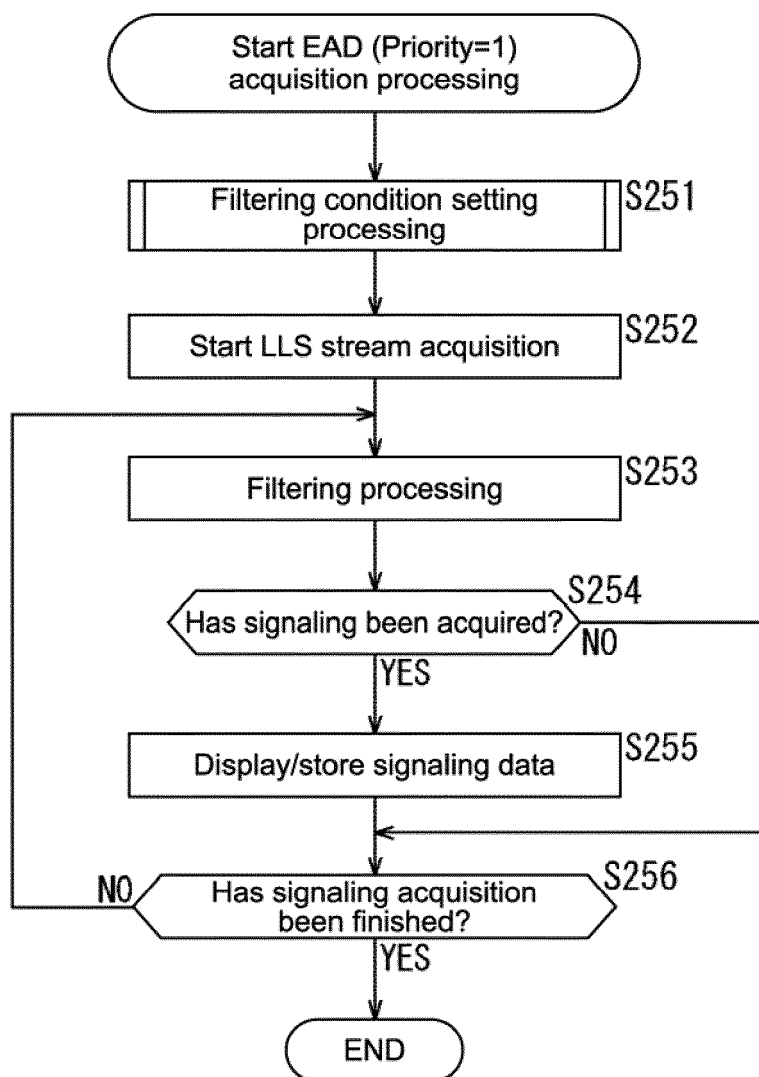 Start EAD (Priority=1)
acquisition processing
Filtering condition setting
processing
S251
Start LLS stream acquisition
S252
Filtering processing
S253
Has signaling been acquired?
S254
NO
YES
Display/store signaling data
S255
Has signaling acquisition
been finished?
S256
NO
YES
END